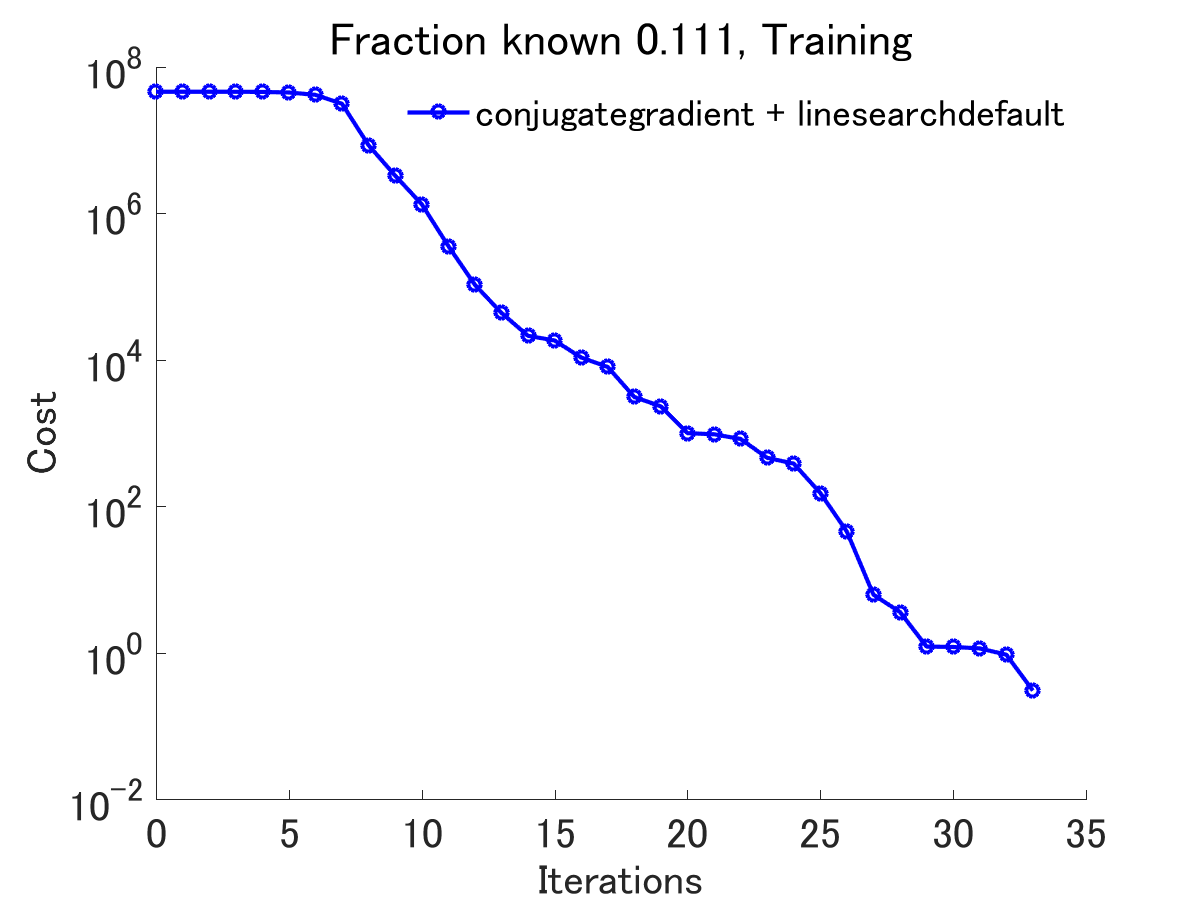 Fraction known 0.111, Training
conjugategradient + linesearchdefault
10^8
10^6
10^4
10^2
10^0
10^-2
Cost
0 5 10 15 20 25 30 35
Iterations